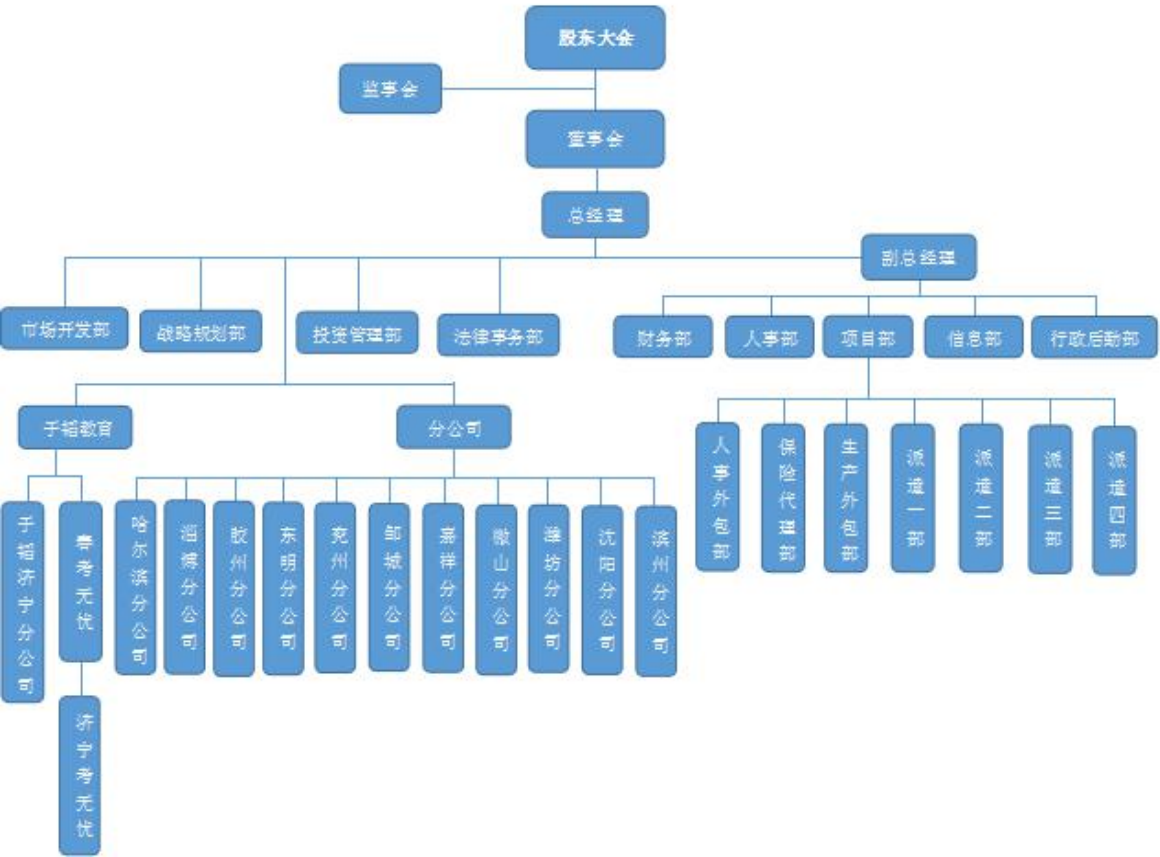 股东大会
监事会
董事会
总经理
副总经理
市场开发部
战略规划部
投资管理部
法律事务部
财务部
人事部
项目部
信息部
行政后勤部
子韬教育
分公司
人事外包部
保险代理部
生产外包部
派遣一部
派遣二部
派遣三部
派遣四部
子韬济宁分公司
春考无忧
哈尔滨分公司
淄博分公司
胶州分公司
东明分公司
兖州分公司
邹城分公司
嘉祥分公司
微山分公司
潍坊分公司
沈阳分公司
滨州分公司
济宁考无忧